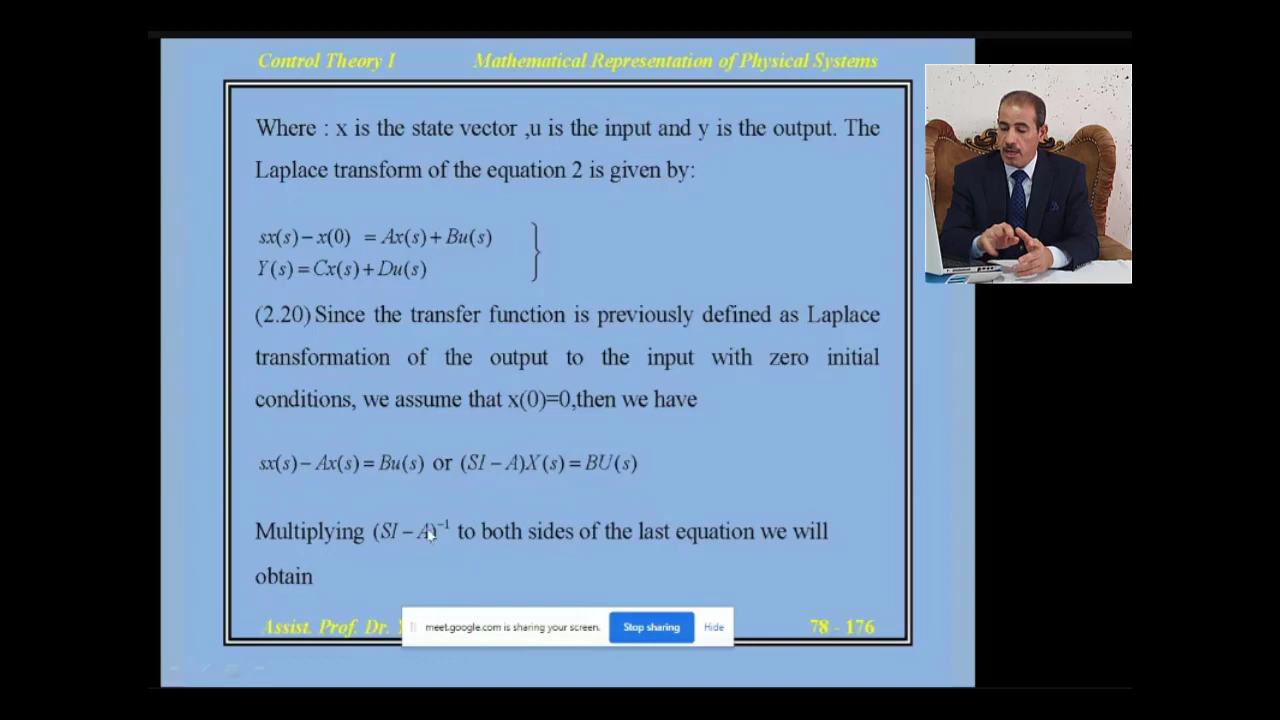 Control Theory I Mathematical Representation of Physical Systems
Where : x is the state vector ,u is the input and y is the output. The
Laplace transform of the equation 2 is given by:
sx(s) − x(0) = Ax(s) + Bu(s)
Y(s) = Cx(s) + Du(s)
(2.20) Since the transfer function is previously defined as Laplace
transformation of the output to the input with zero initial
conditions, we assume that x(0)=0,then we have
sx(s) − Ax(s) = Bu(s) or (SI − A)X(s) = BU(s)
Multiplying (SI − A)⁻¹ to both sides of the last equation we will
obtain
Assist. Prof. Dr. 78 - 176
meet.google.com is sharing your screen. Stop sharing Hide